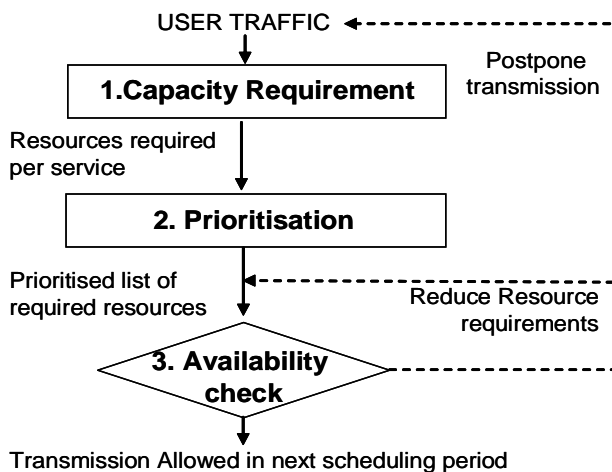 USER TRAFFIC
Postpone
transmission
1.Capacity Requirement
Resources required
per service
2. Prioritisation
Prioritised list of
required resources
Reduce Resource
requirements
3. Availability
check
Transmission Allowed in next scheduling period